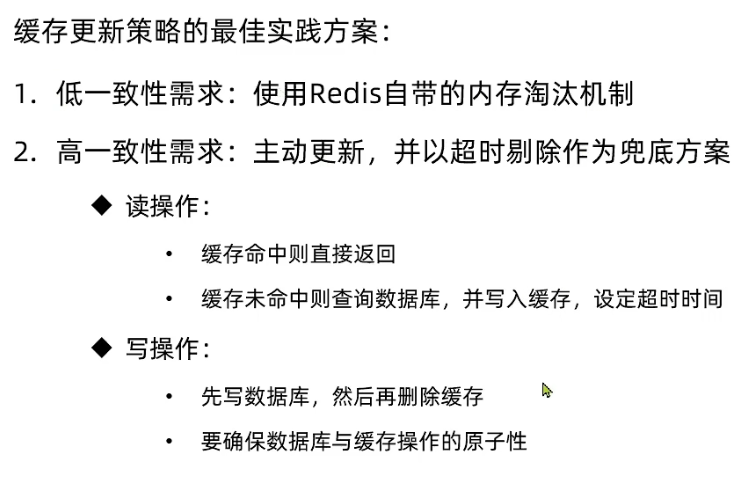 缓存更新策略的最佳实践方案：
1. 低一致性需求：使用Redis自带的内存淘汰机制
2. 高一致性需求：主动更新，并以超时剔除作为兜底方案
◆ 读操作：
• 缓存命中则直接返回
• 缓存未命中则查询数据库，并写入缓存，设定超时时间
◆ 写操作：
• 先写数据库，然后再删除缓存
• 要确保数据库与缓存操作的原子性